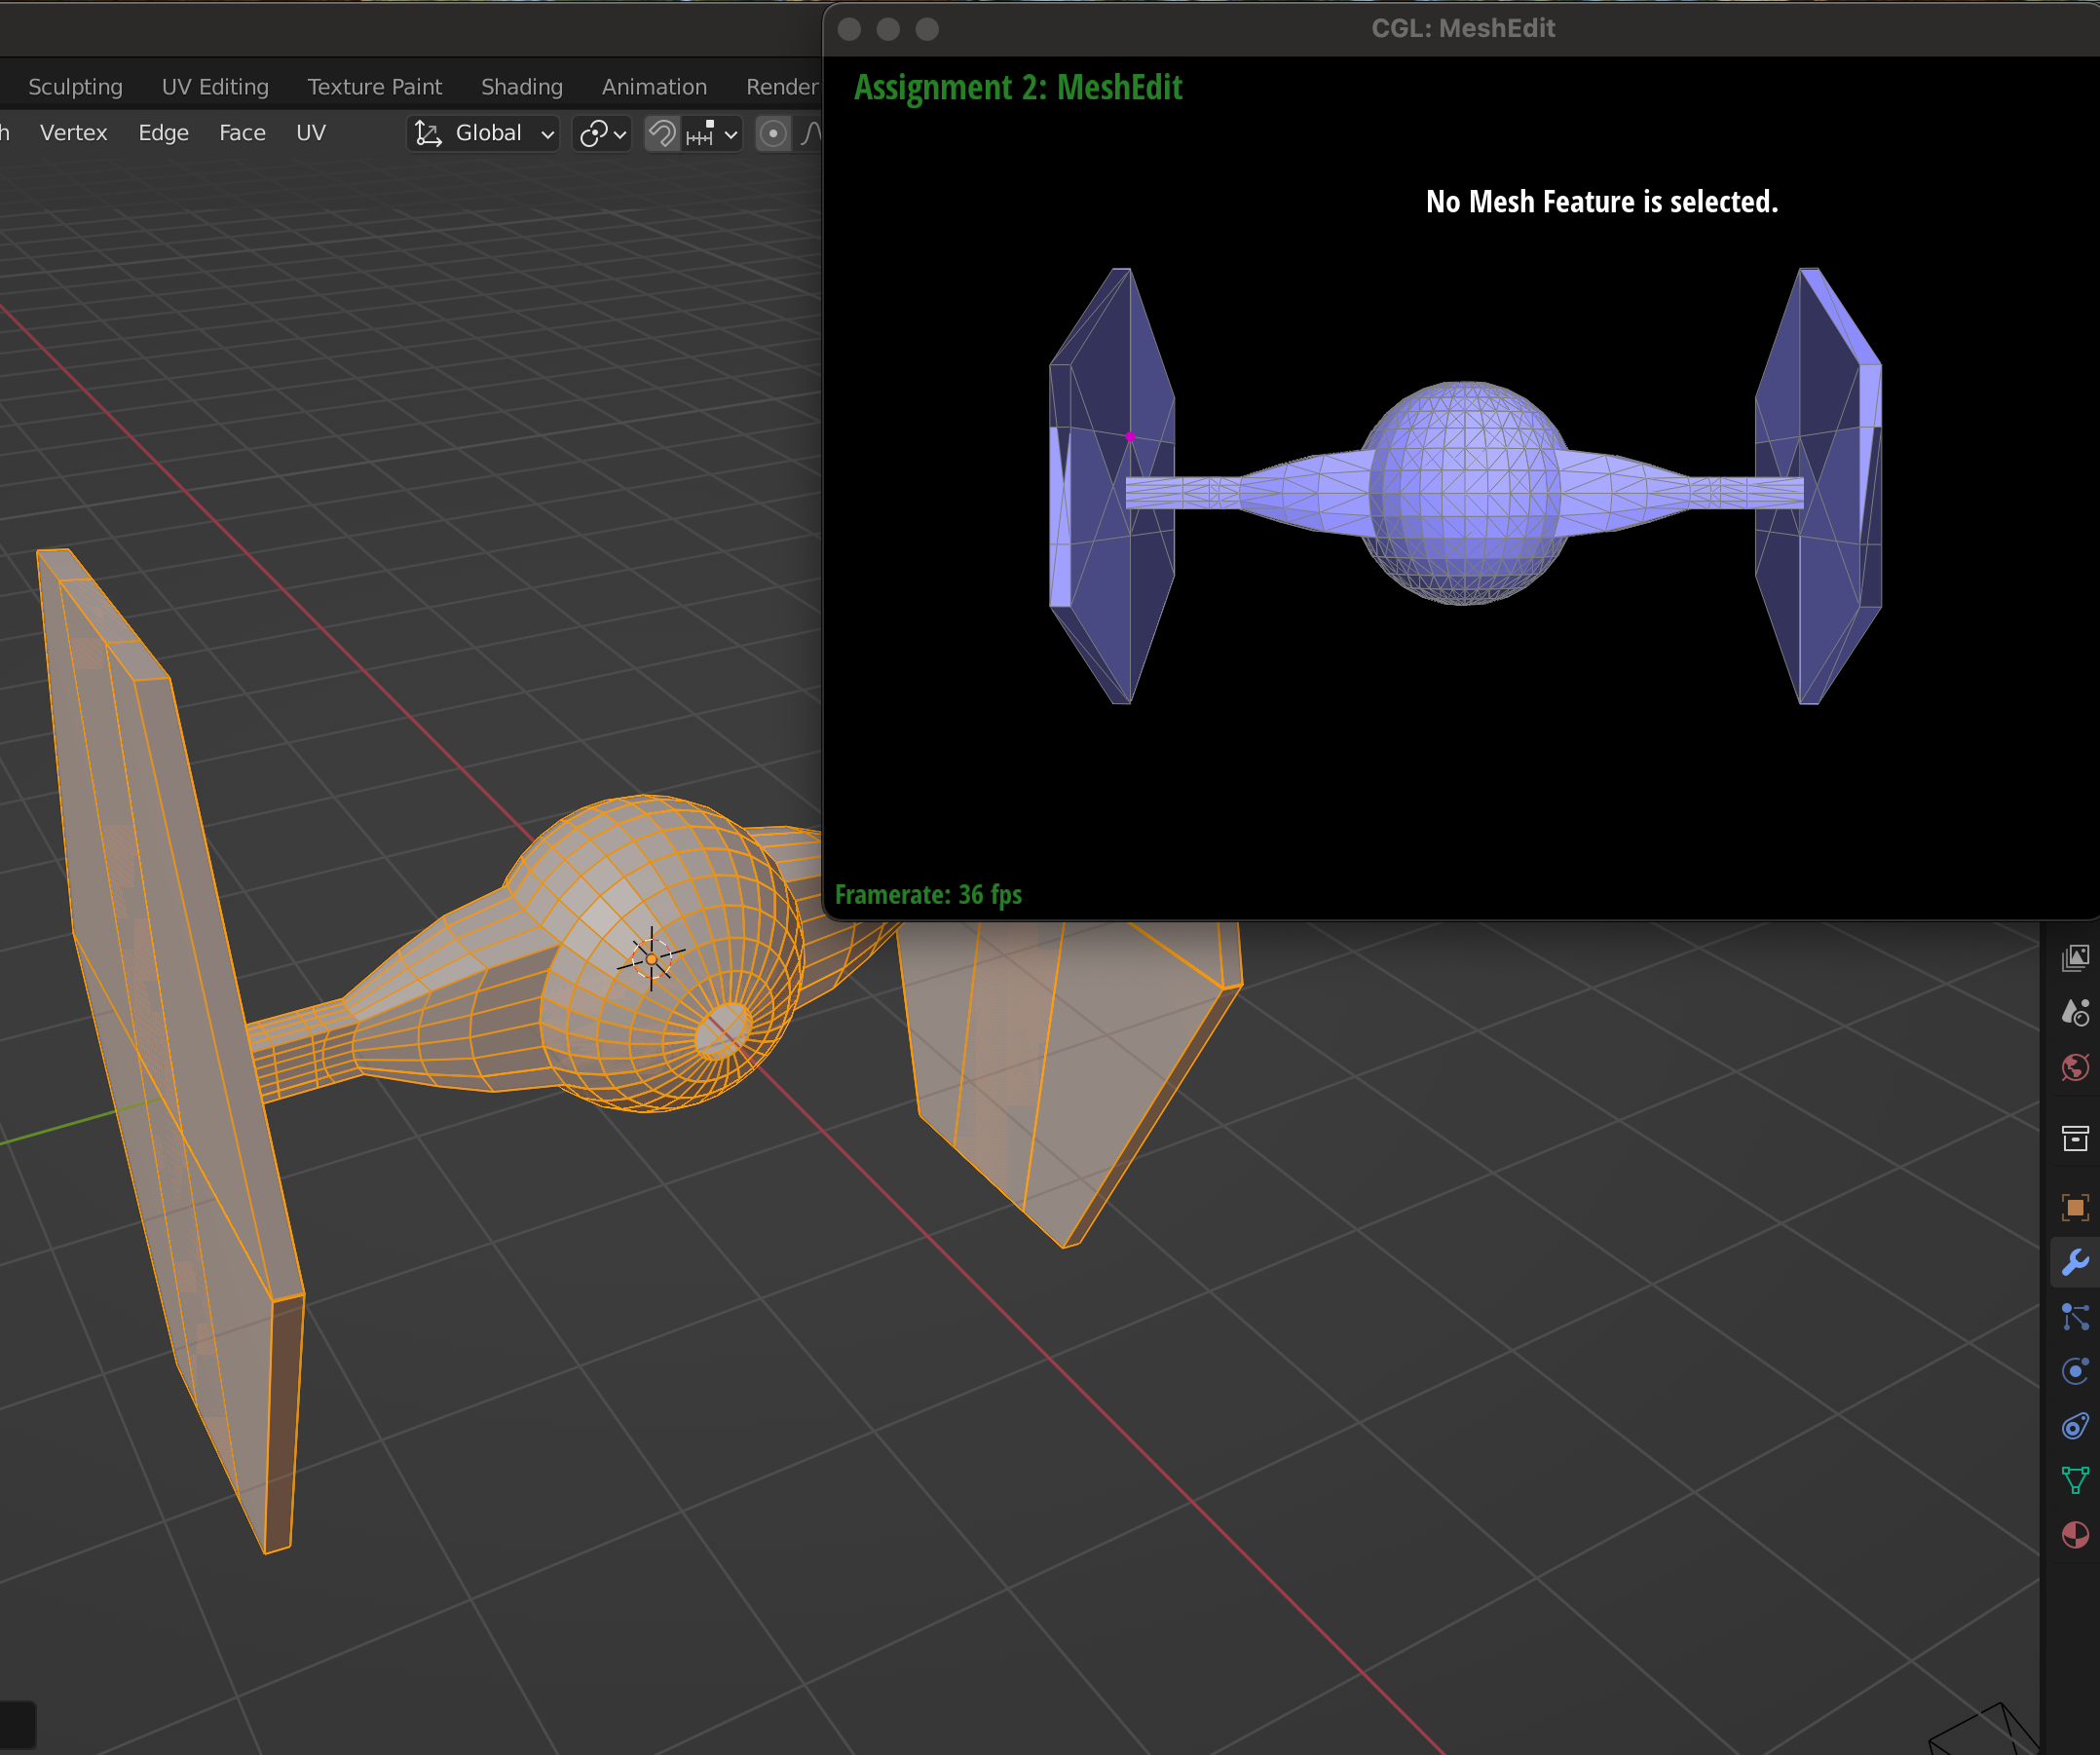 CGL: MeshEdit
Sculpting UV Editing Texture Paint Shading Animation Render
Assignment 2: MeshEdit
h Vertex Edge Face UV Global
No Mesh Feature is selected.
Framerate: 36 fps